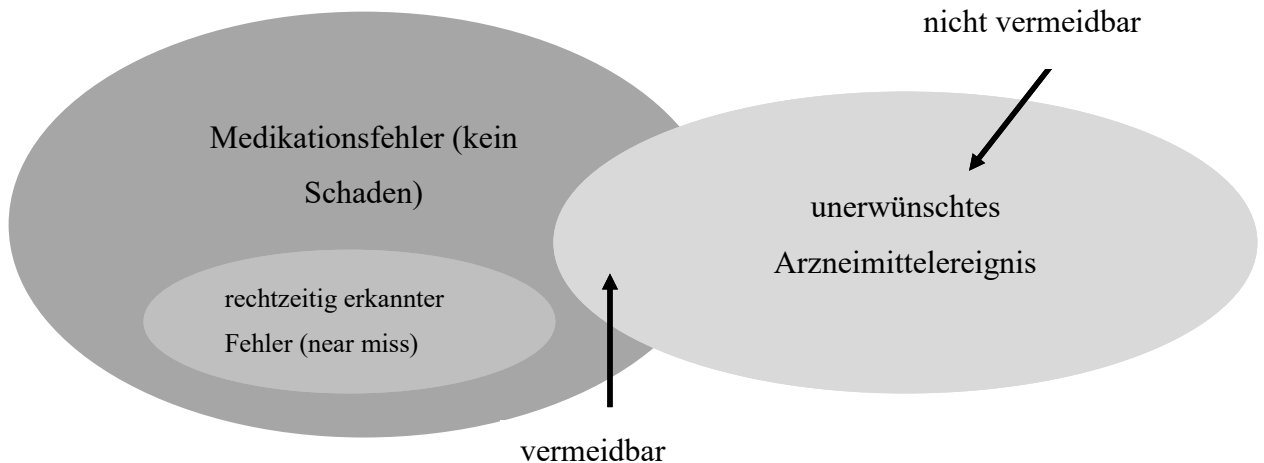 nicht vermeidbar
Medikationsfehler (kein
Schaden)
unerwünschtes
Arzneimittelereignis
rechtzeitig erkannter
Fehler (near miss)
vermeidbar